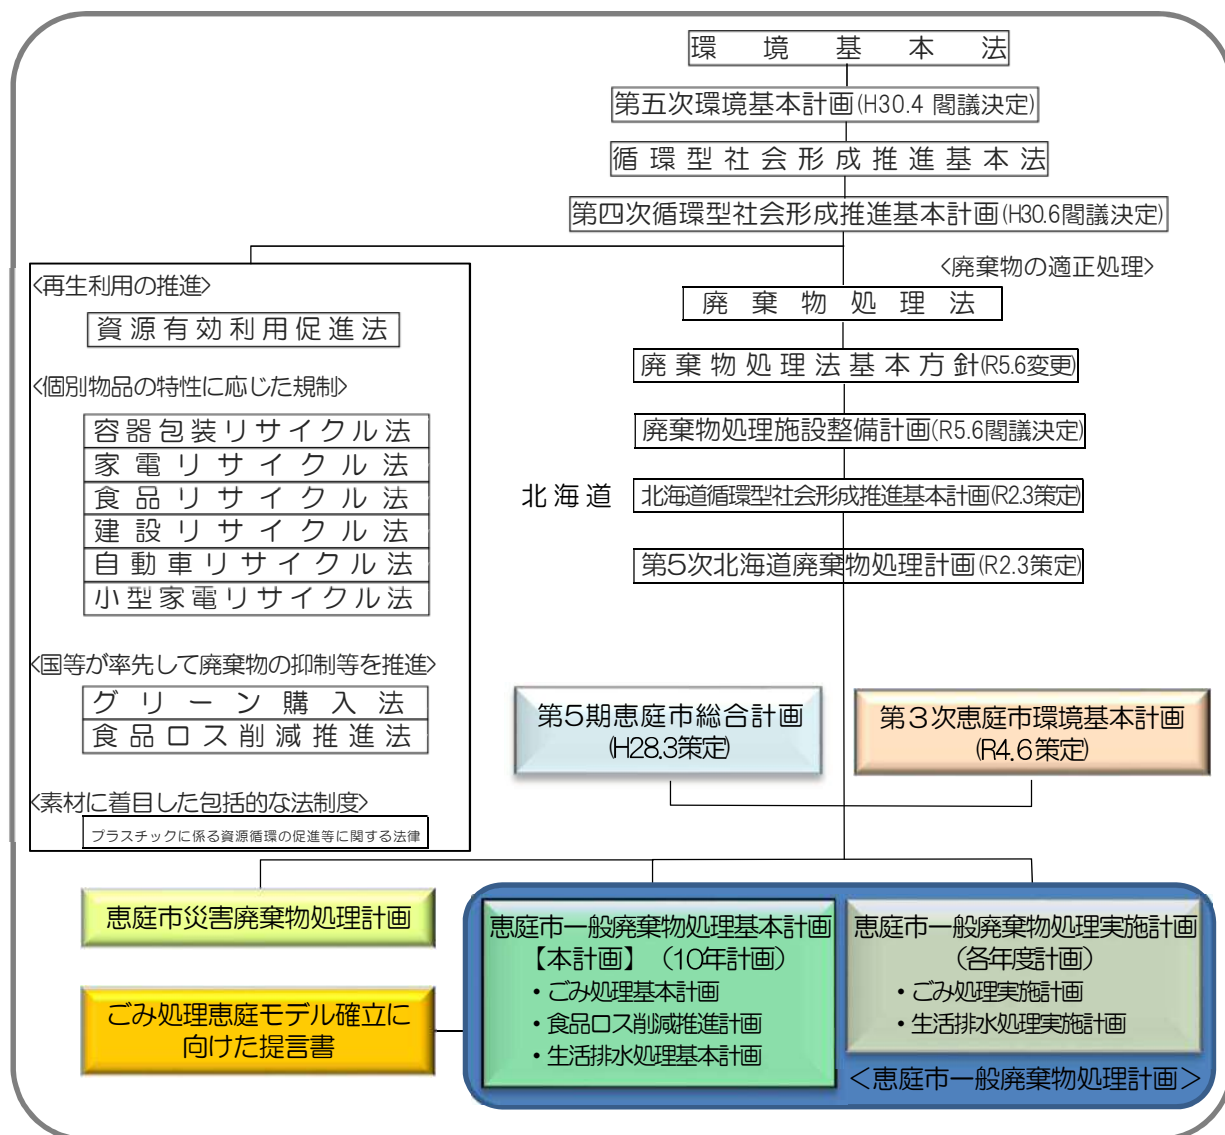 環境基本法
第五次環境基本計画(H30.4 閣議決定)
循環型社会形成推進基本法
第四次循環型社会形成推進基本計画(H30.6閣議決定)
<再生利用の推進>
資源有効利用促進法
<個別物品の特性に応じた規制>
容器包装リサイクル法
家電リサイクル法
食品リサイクル法
建設リサイクル法
自動車リサイクル法
小型家電リサイクル法
<国等が率先して廃棄物の抑制等を推進>
グリーン購入法
食品ロス削減推進法
<素材に着目した包括的な法制度>
プラスチックに係る資源循環の促進等に関する法律
<廃棄物の適正処理>
廃棄物処理法
廃棄物処理法基本方針(R5.6変更)
廃棄物処理施設整備計画(R5.6閣議決定)
北海道
北海道循環型社会形成推進基本計画(R2.3策定)
第5次北海道廃棄物処理計画(R2.3策定)
第5期恵庭市総合計画
(H28.3策定)
第3次恵庭市環境基本計画
(R4.6策定)
恵庭市災害廃棄物処理計画
ごみ処理恵庭モデル確立に
向けた提言書
恵庭市一般廃棄物処理基本計画
【本計画】（10年計画）
・ごみ処理基本計画
・食品ロス削減推進計画
・生活排水処理基本計画
恵庭市一般廃棄物処理実施計画
（各年度計画）
・ごみ処理実施計画
・生活排水処理実施計画
＜恵庭市一般廃棄物処理計画＞